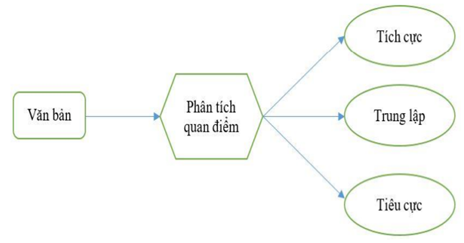 Văn bản
Phân tích
quan điểm
Tích cực
Trung lập
Tiêu cực